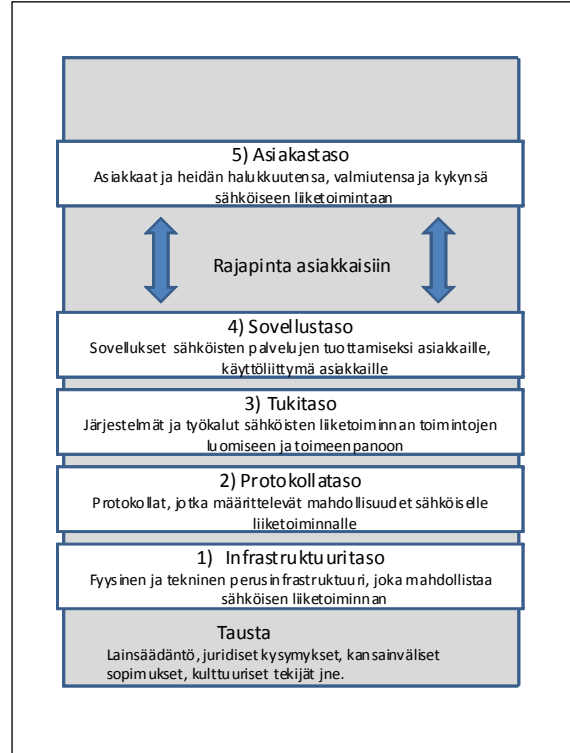 5) Asiakastaso
Asiakkaat ja heidän halukkuutensa, valmiutensa ja kykynsä
sähköiseen liiketoimintaan
Rajapinta asiakkaisiin
4) Sovellustaso
Sovellukset sähköisten palvelujen tuottamiseksi asiakkaille,
käyttöliittymä asiakkaille
3) Tukitaso
Järjestelmät ja työkalut sähköisten liiketoiminnan toimintojen
luomiseen ja toimeenpanoon
2) Protokollataso
Protokollat, jotka määrittelevät mahdollisuudet sähköiselle
liiketoiminnalle
1) Infrastruktuuritaso
Fyysinen ja tekninen perusinfrastruktuuri, joka mahdollistaa
sähköisen liiketoiminnan
Tausta
Lainsäädäntö, juridiset kysymykset, kansainväliset
sopimukset, kulttuuriset tekijät jne.